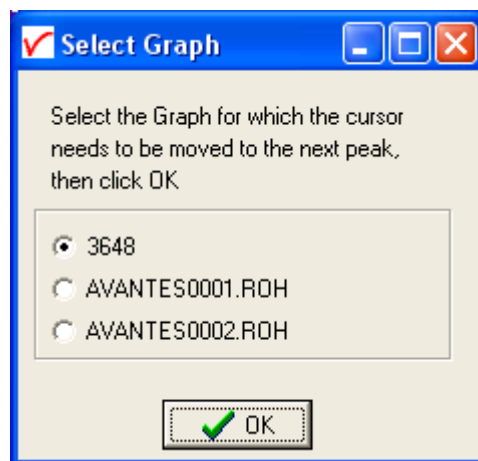 Select Graph
Select the Graph for which the cursor
needs to be moved to the next peak,
then click OK
3648
AVANTES0001.ROH
AVANTES0002.ROH
OK